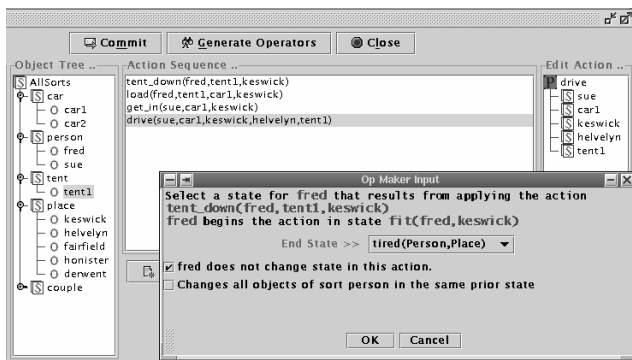 Commit
Generate Operators
Close
Object Tree ..
AllSorts
car
car1
car2
person
fred
sue
tent
tent1
place
keswick
helvelyn
fairfield
honister
derwent
couple
Action Sequence ..
tent_down(fred,tent1,keswick)
load(fred,tent1,car1,keswick)
get_in(sue,car1,keswick)
drive(sue,car1,keswick,helvelyn,tent1)
Edit Action ..
drive
sue
car1
keswick
helvelyn
tent1
Op Maker Input
Select a state for fred that results from applying the action
tent_down(fred,tent1,keswick)
fred begins the action in state fit(fred,keswick)
End State >> tired(Person,Place)
fred does not change state in this action.
Changes all objects of sort person in the same prior state
OK
Cancel